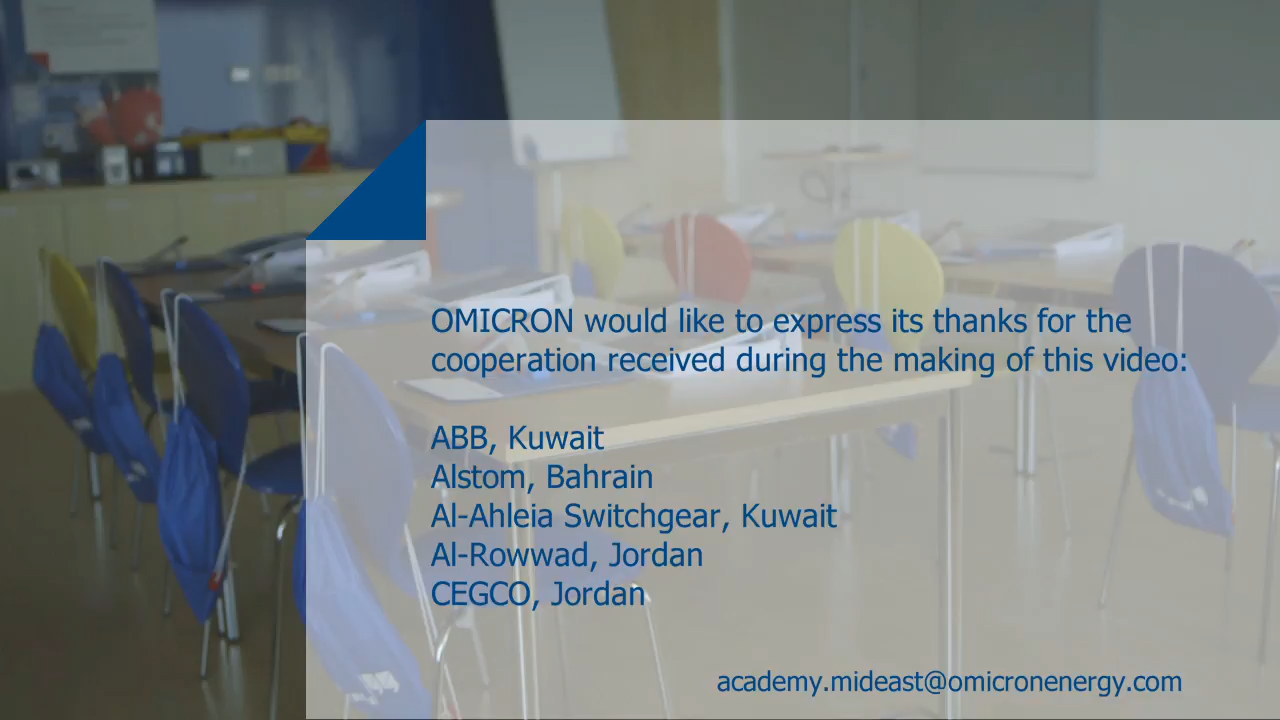 OMICRON would like to express its thanks for the
cooperation received during the making of this video:
ABB, Kuwait
Alstom, Bahrain
Al-Ahleia Switchgear, Kuwait
Al-Rowwad, Jordan
CEGCO, Jordan
academy.mideast@omicronenergy.com